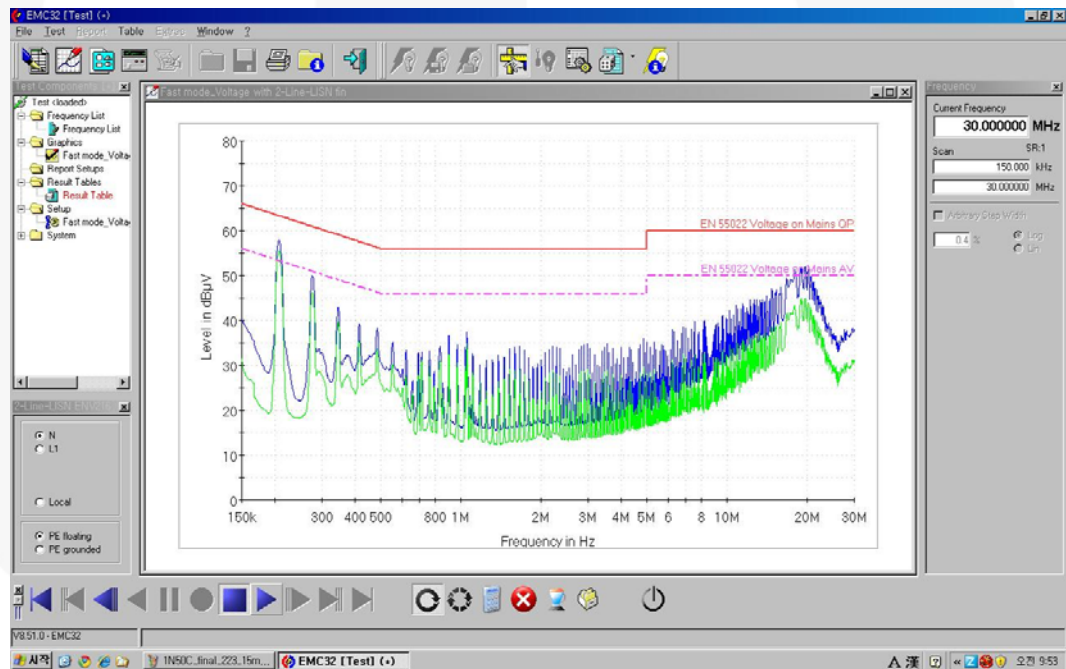 EMC32 [Test] (+)
File Test Report Table Extras Window ?
Test Components
Test (loaded)
Frequency List
Frequency List
Graphics
Fast mode_Volta
Report Setups
Result Tables
Result Table
Setup
Fast mode_Volta
System
2-Line-LISN
N
L1
Local
PE floating
PE grounded
Fast mode_Voltage with 2-Line-LISN fin
80
70
60
50
40
30
20
10
0
Level in dBµV
EN 55022 Voltage on Mains QP
EN 55022 Voltage on Mains AV
150k 300 400 500 800 1M 2M 3M 4M 5M 6 8 10M 20M 30M
Frequency in Hz
Frequency
Current Frequency
30.000000 MHz
Scan SR:1
150.000 kHz
30.000000 MHz
Arbitrary Step Width
0.4 %
Log
Lin
V8.51.0 - EMC32
시작
1N50C_final_223_15m...
EMC32 [Test] (+)
A 漢
오전 9:53